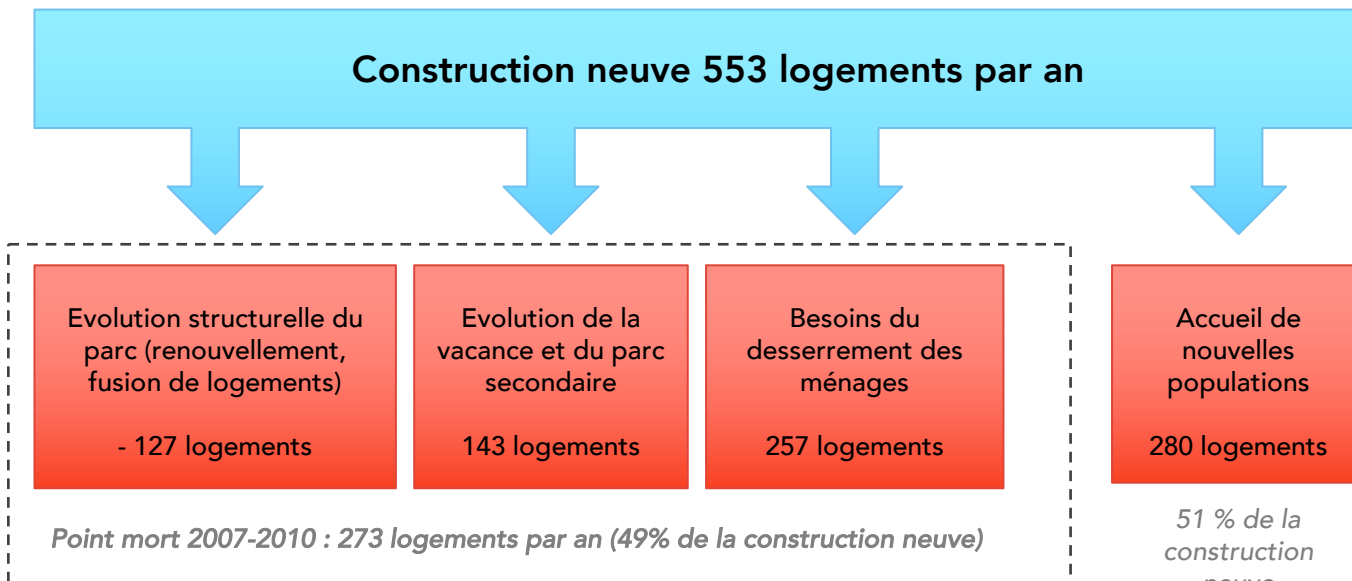 Construction neuve 553 logements par an
Evolution structurelle du
parc (renouvellement,
fusion de logements)
- 127 logements
Evolution de la
vacance et du parc
secondaire
143 logements
Besoins du
desserrement des
ménages
257 logements
Accueil de
nouvelles
populations
280 logements
Point mort 2007-2010 : 273 logements par an (49% de la construction neuve)
51 % de la
construction